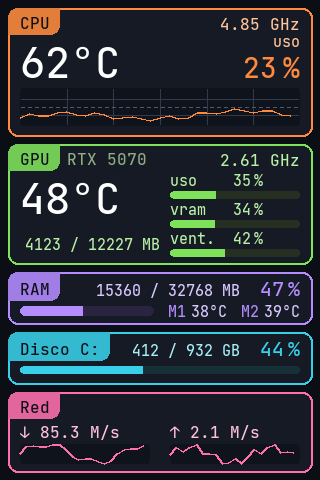 CPU 4.85 GHz
62°C uso
23%
GPU RTX 5070 2.61 GHz
48°C uso 35%
vram 34%
4123 / 12227 MB vent. 42%
RAM 15360 / 32768 MB 47%
M1 38°C M2 39°C
Disco C: 412 / 932 GB 44%
Red
↓ 85.3 M/s ↑ 2.1 M/s